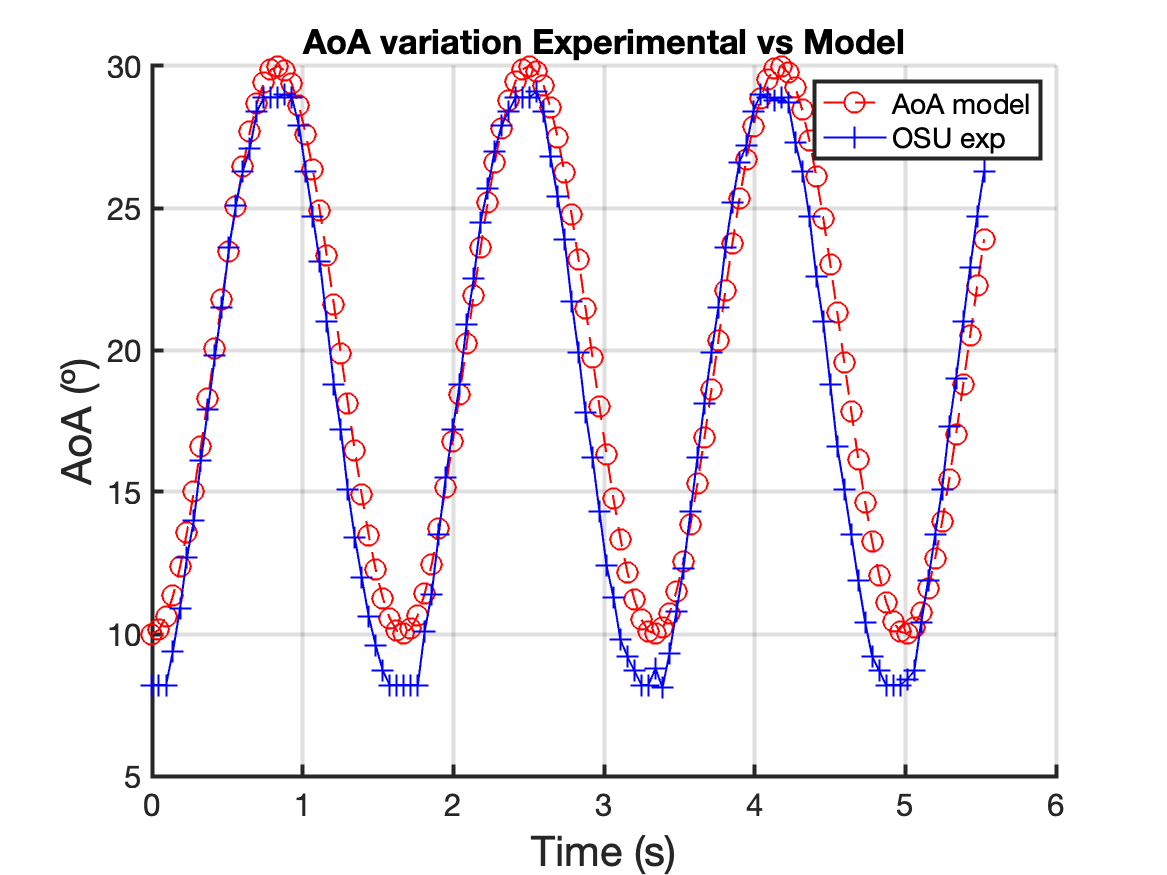 AoA variation Experimental vs Model
AoA model
OSU exp
30
25
20
15
10
5
AoA (º)
0 1 2 3 4 5 6
Time (s)